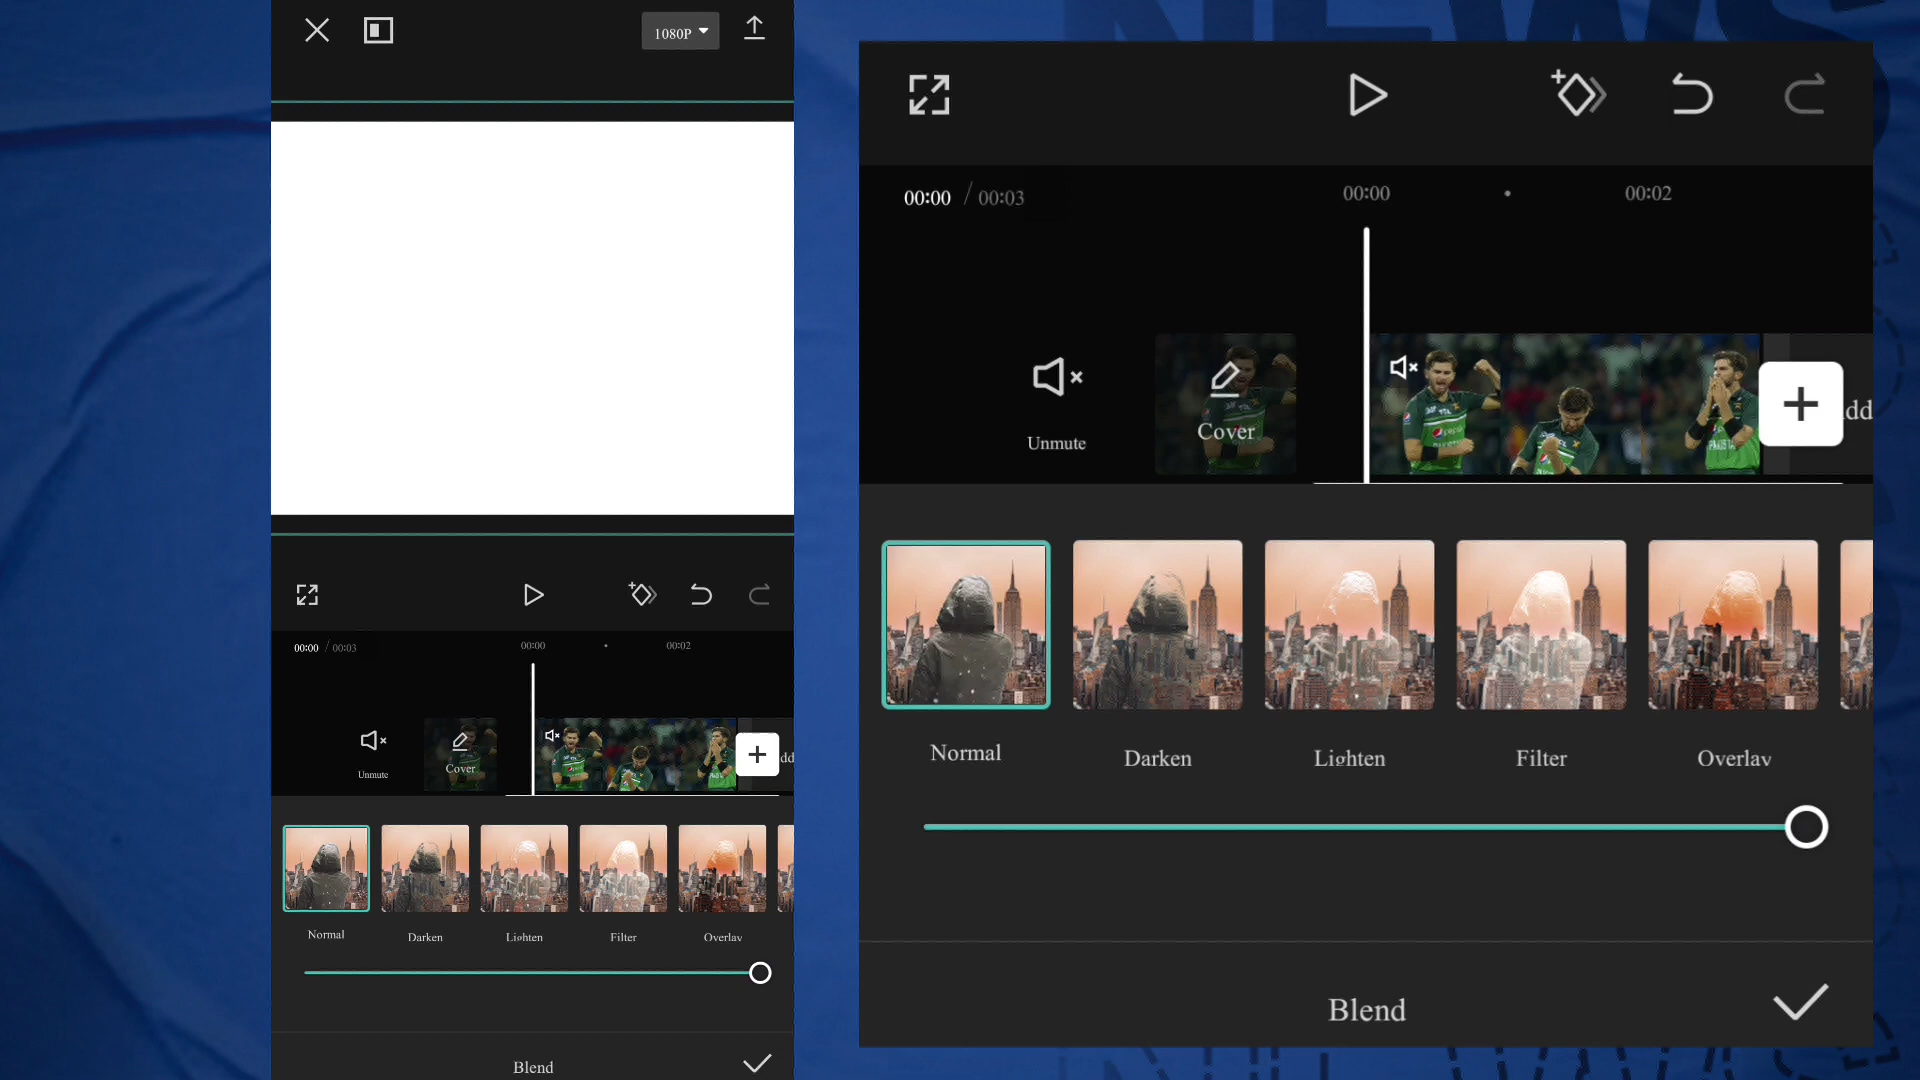 1080P
00:00 / 00:03
00:00
00:02
Unmute
Cover
dd
Normal
Darken
Lighten
Filter
Overlay
Blend
NEWS
00:00 / 00:03
00:00
00:02
Unmute
Cover
dd
Normal
Darken
Lighten
Filter
Overlay
Blend